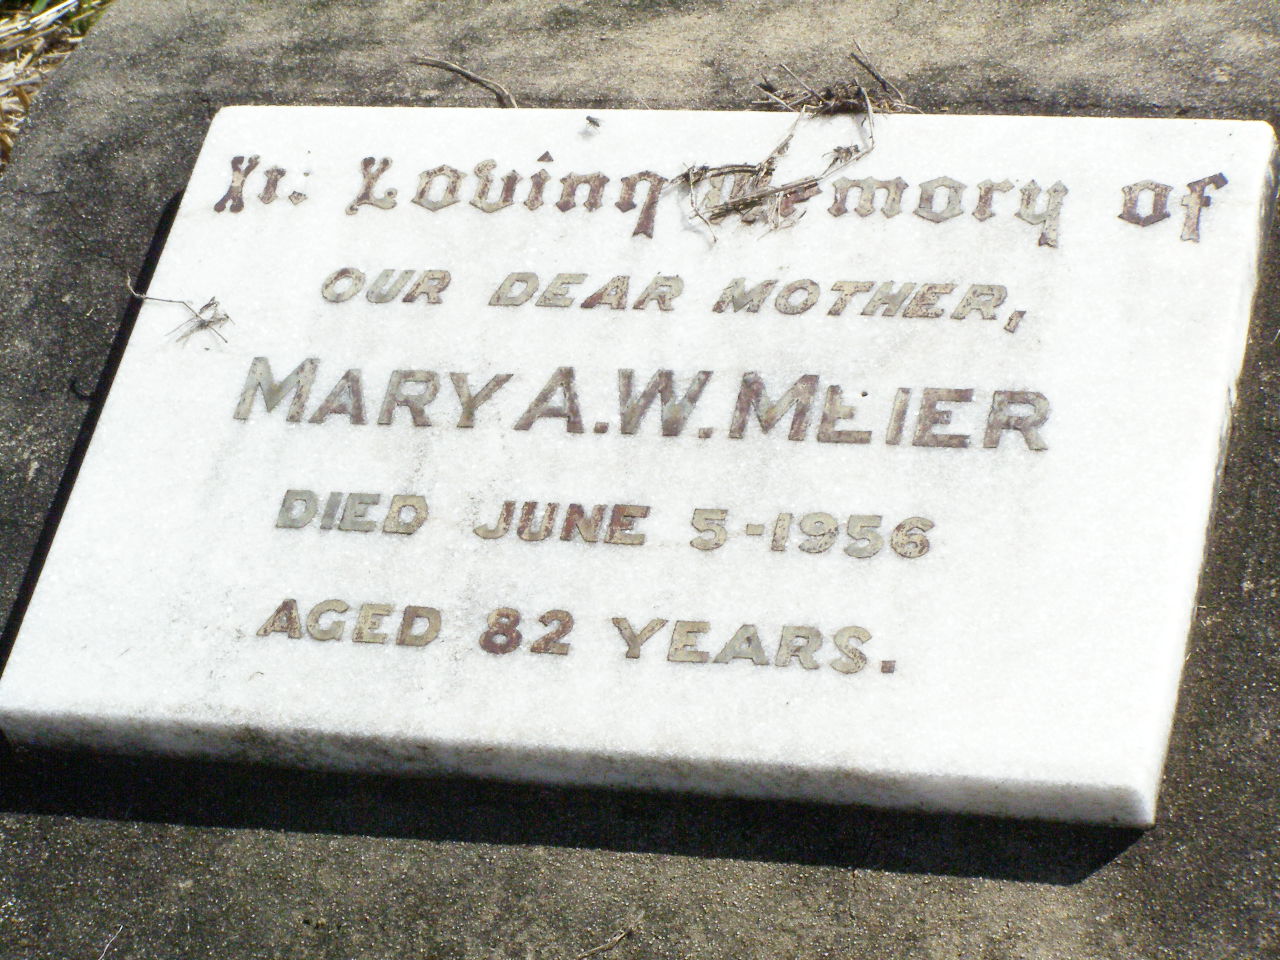 In Loving Memory of
OUR DEAR MOTHER,
MARY A.W. MEIER
DIED JUNE 5-1956
AGED 82 YEARS.